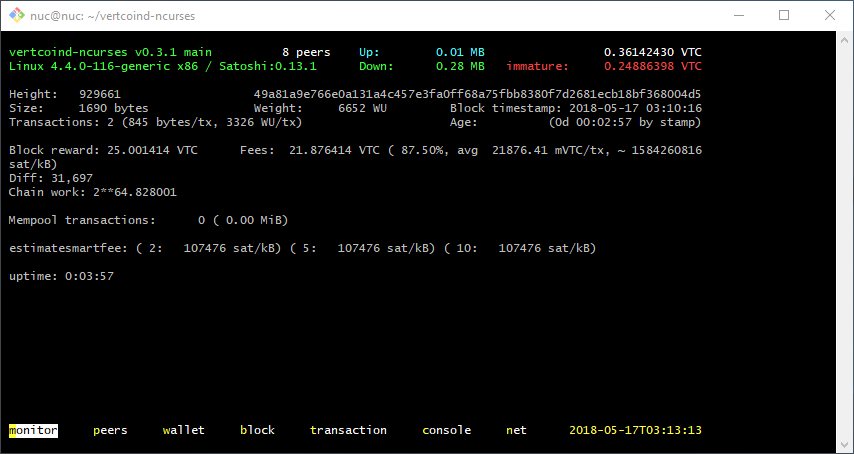 nuc@nuc: ~/vertcoind-ncurses
vertcoind-ncurses v0.3.1 main 8 peers Up: 0.01 MB 0.36142430 VTC
Linux 4.4.0-116-generic x86 / Satoshi:0.13.1 Down: 0.28 MB immature: 0.24886398 VTC
Height: 929661 49a81a9e766e0a131a4c457e3fa0ff68a75fbb8380f7d2681ecb18bf368004d5
Size: 1690 bytes Weight: 6652 WU Block timestamp: 2018-05-17 03:10:16
Transactions: 2 (845 bytes/tx, 3326 WU/tx) Age: (0d 00:02:57 by stamp)
Block reward: 25.001414 VTC Fees: 21.876414 VTC ( 87.50%, avg 21876.41 mVTC/tx, ~ 1584260816
sat/kB)
Diff: 31,697
Chain work: 2**64.828001
Mempool transactions: 0 ( 0.00 MiB)
estimatesmartfee: ( 2: 107476 sat/kB) ( 5: 107476 sat/kB) ( 10: 107476 sat/kB)
uptime: 0:03:57
monitor peers wallet block transaction console net 2018-05-17T03:13:13